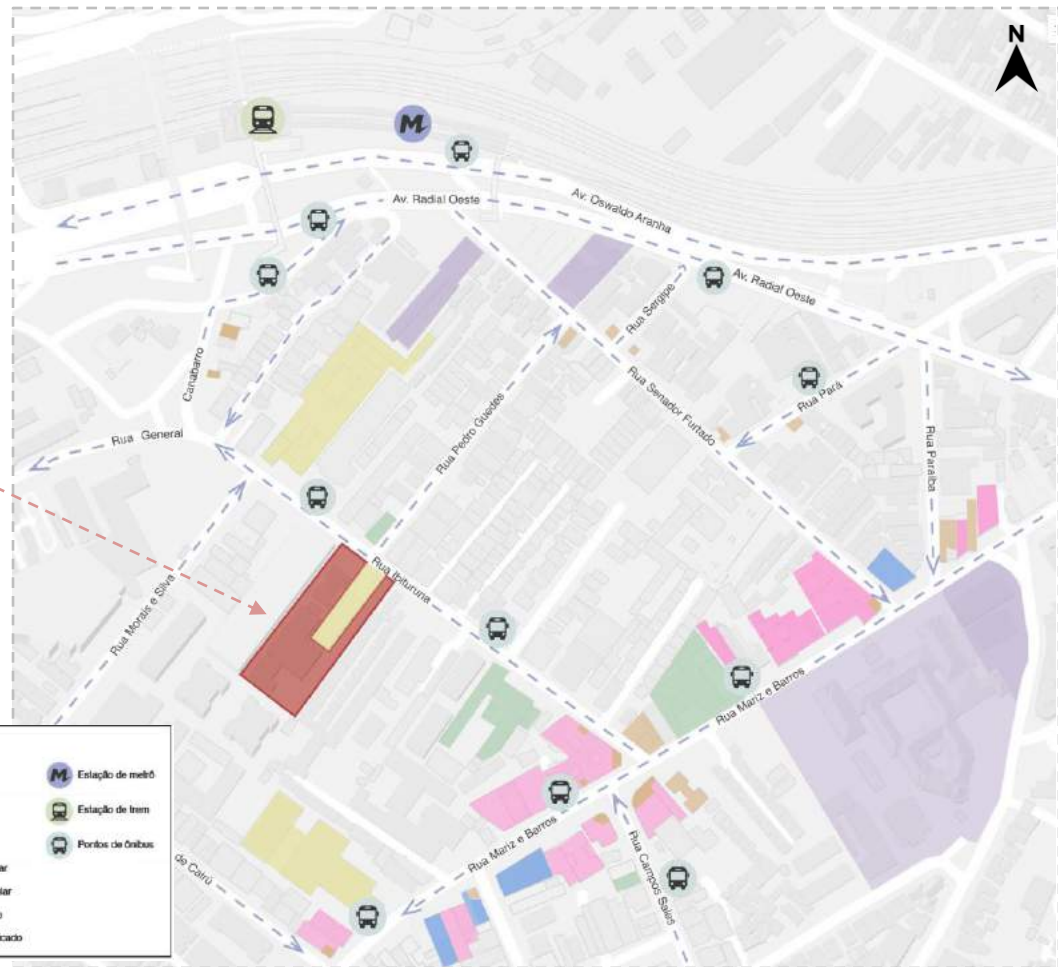 N
M
Av. Oswaldo Aranha
Av. Radial Oeste
Av. Radial Oeste
Rua Sergipe
Canabarro
Rua Pará
Rua Senador Furtado
Rua Pedro Guedes
Rua General
Rua Paraíba
Rua Ibituruna
Rua Morais e Silva
Rua Mariz e Barros
M
Estação de metrô
Estação de trem
Pontos de ônibus
Rua Mariz e Barros
Rua Campos Sales
de Cairú